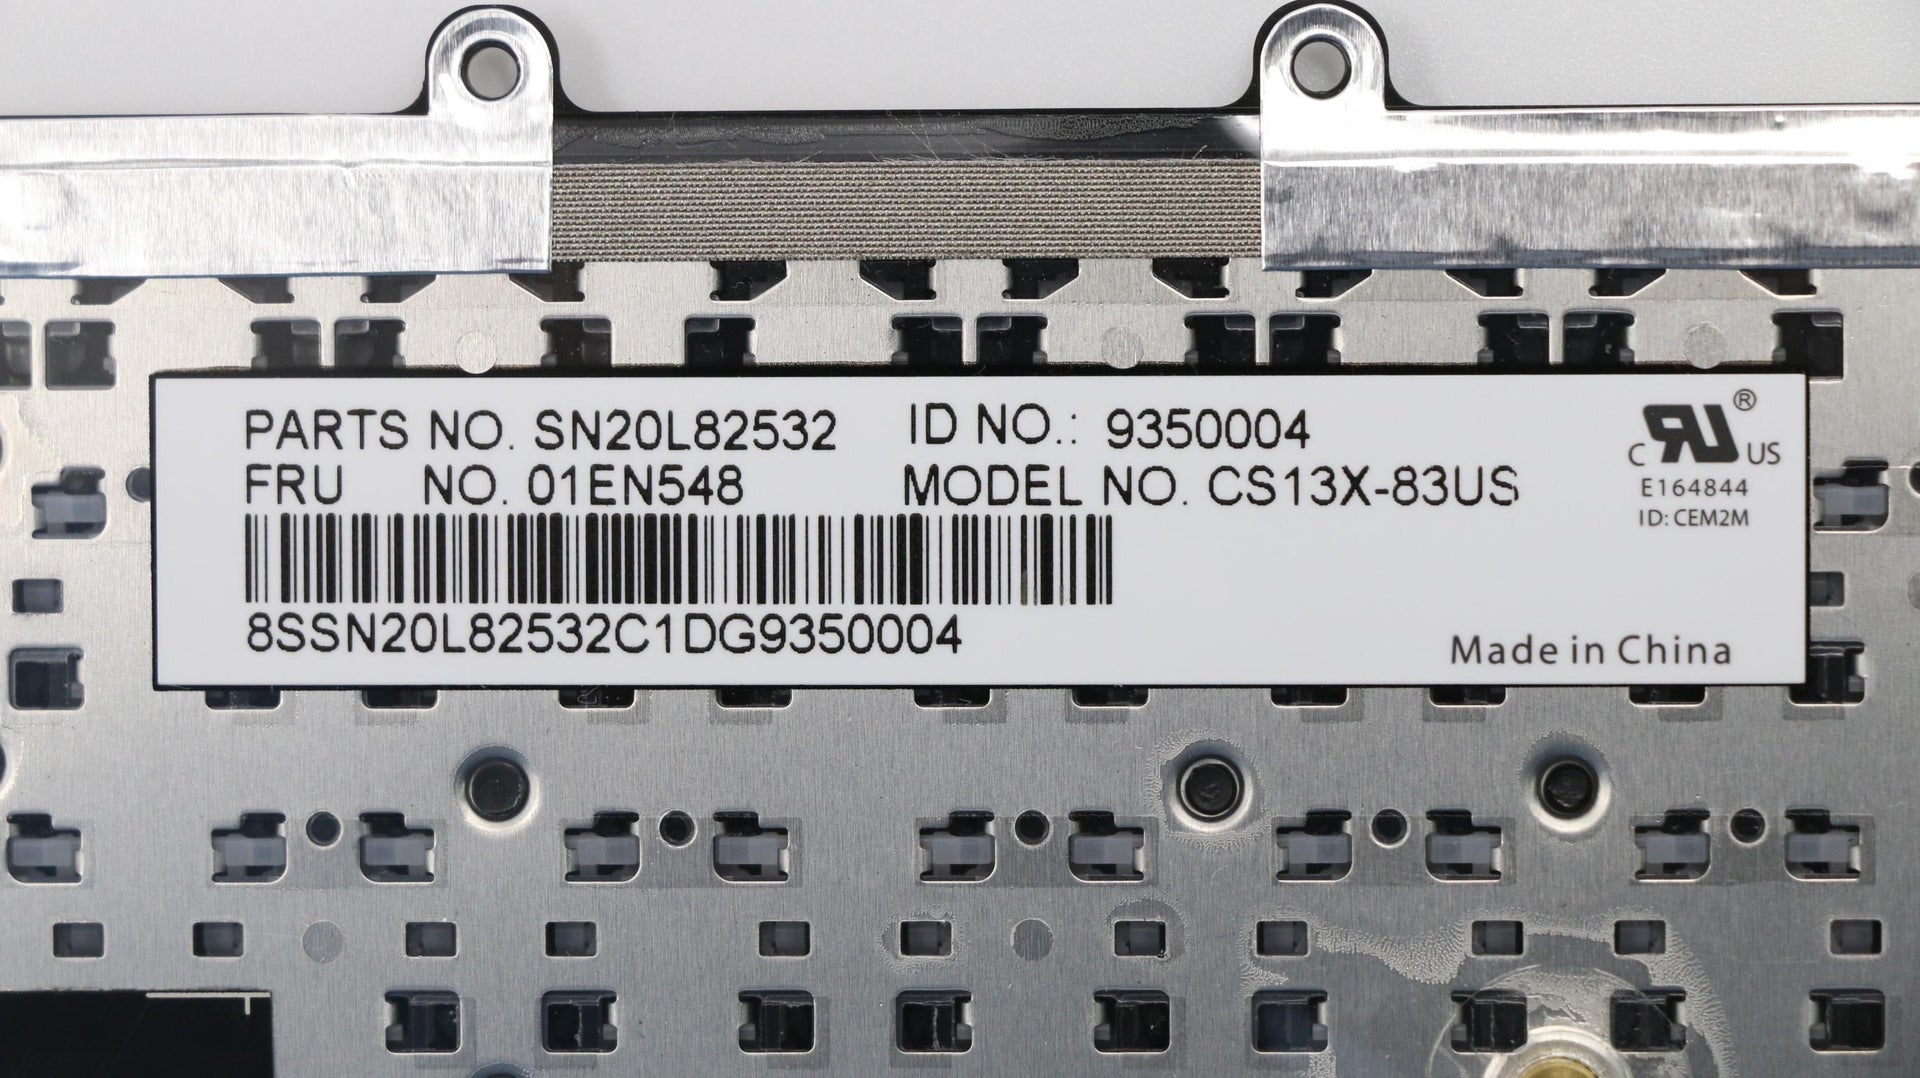 PARTS NO. SN20L82532 ID NO.: 9350004
FRU NO. 01EN548 MODEL NO. CS13X-83US
8SSN20L82532C1DG9350004
C RU US ®
E164844
ID: CEM2M
Made in China